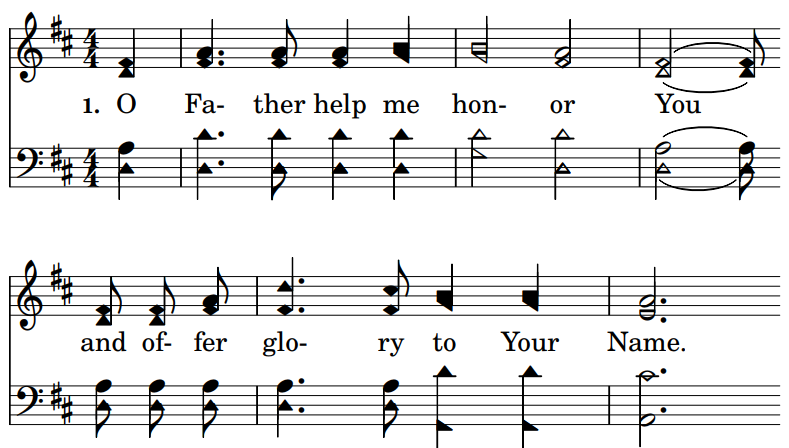 1. O Fa- ther help me hon- or You
and of- fer glo- ry to Your Name.